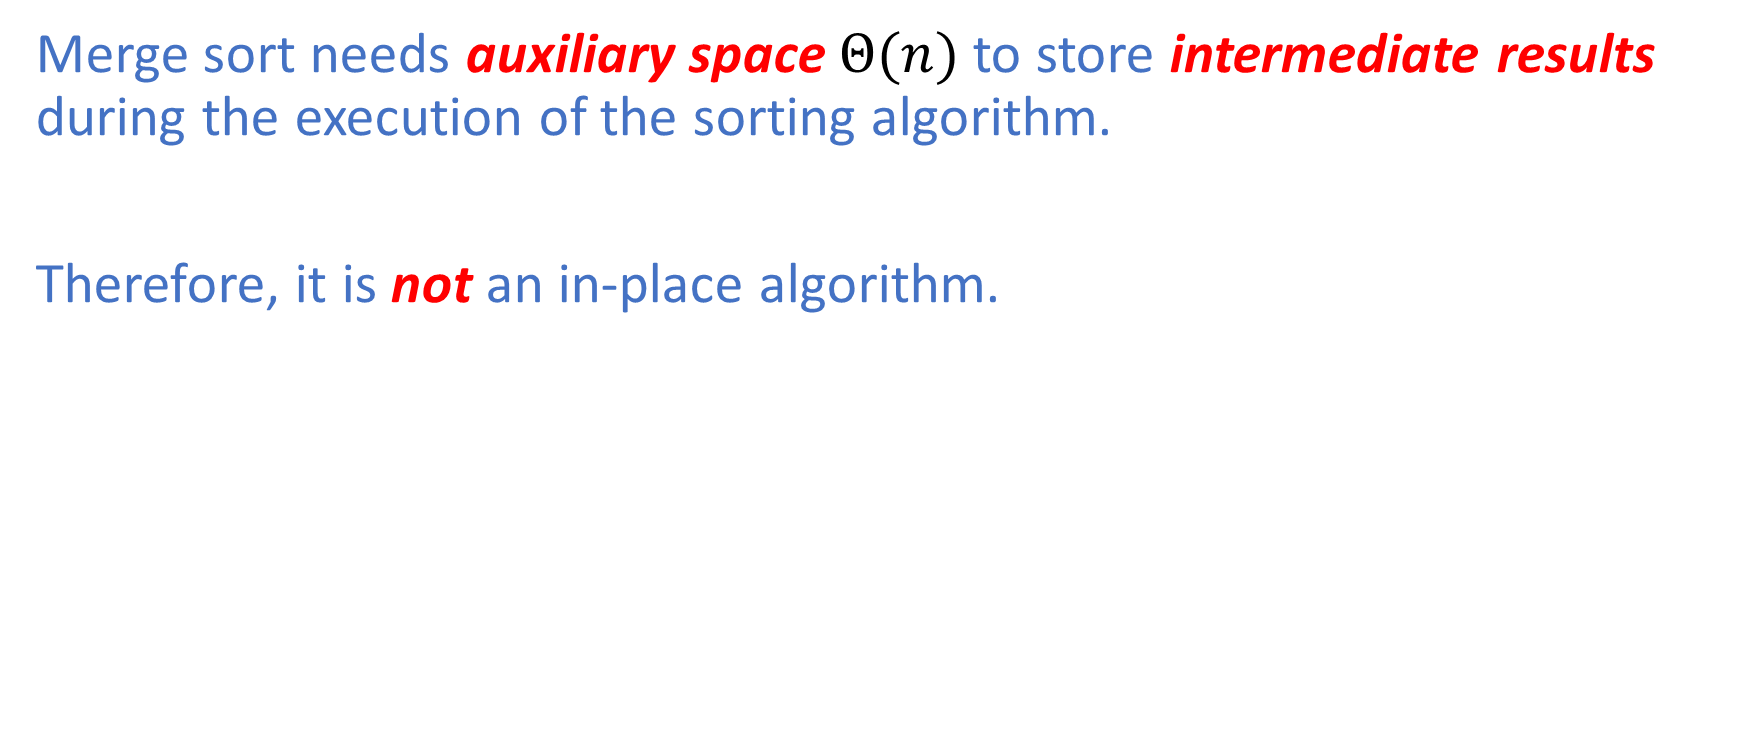 Merge sort needs auxiliary space Θ(n) to store intermediate results
during the execution of the sorting algorithm.
Therefore, it is not an in-place algorithm.